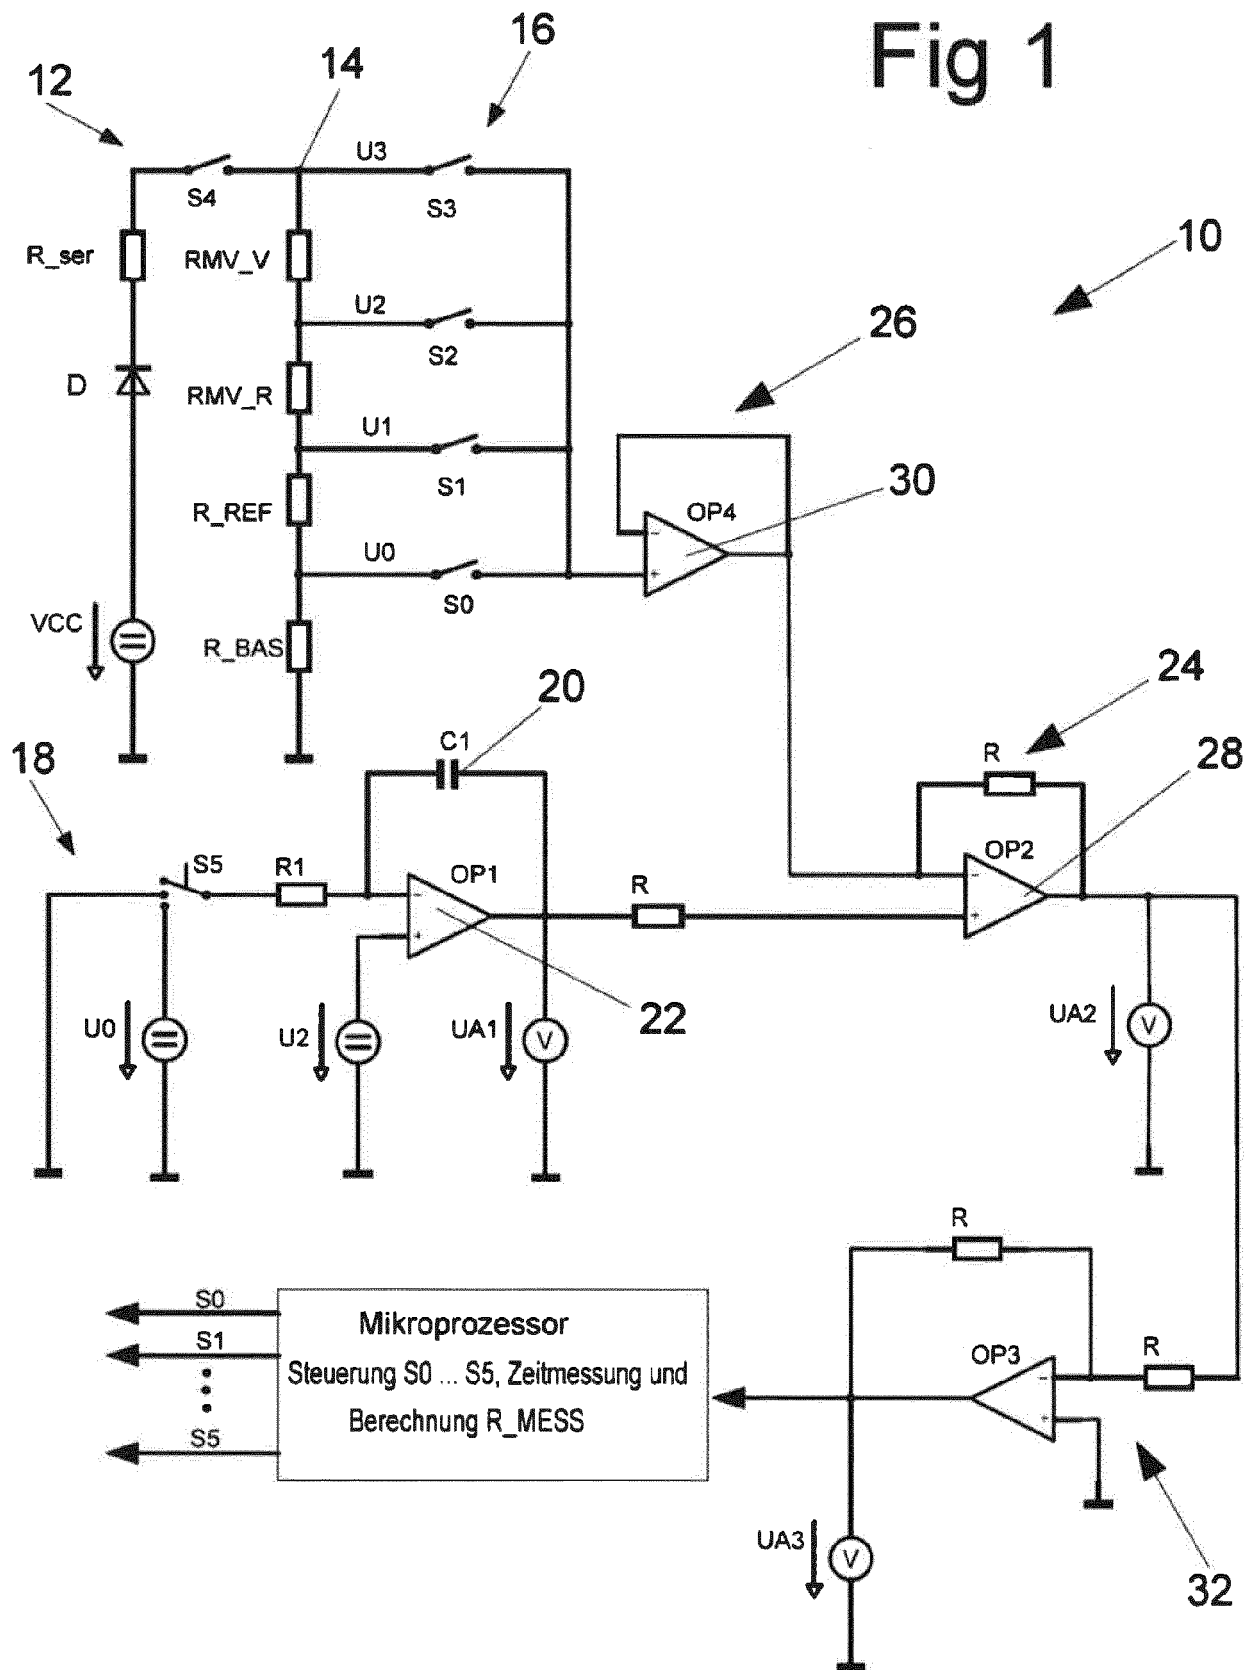 Fig 1
16
12
14
U3
S4
S3
10
R_ser
RMV_V
U2
26
S2
D
RMV_R
U1
S1
30
OP4
R_REF
U0
S0
VCC
R_BAS
24
20
18
C1
R
28
S5
R1
OP1
OP2
R
22
U0
U2
UA1
V
UA2
V
R
S0
Mikroprozessor
S1
OP3
R
Steuerung S0 ... S5, Zeitmessung und
Berechnung R_MESS
S5
UA3
V
32